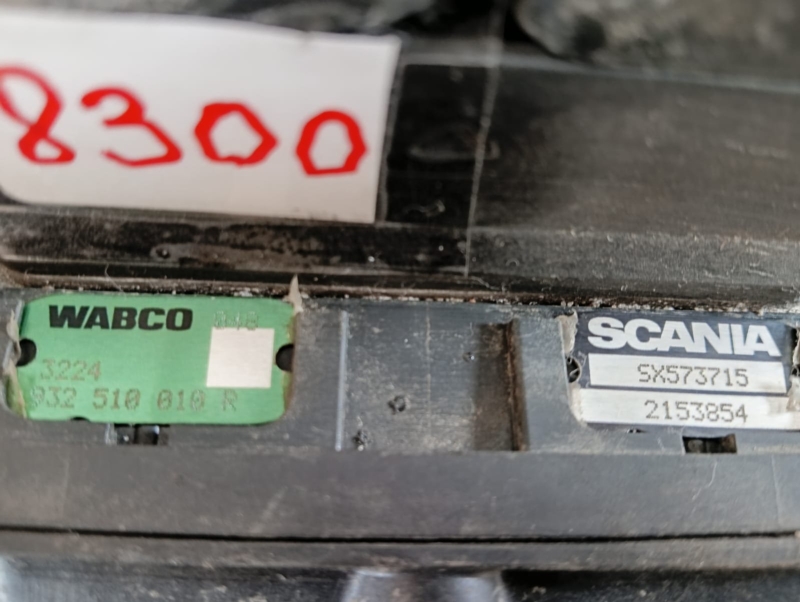 8300
WABCO
3224
932 510 010 R
SCANIA
SX573715
2153854